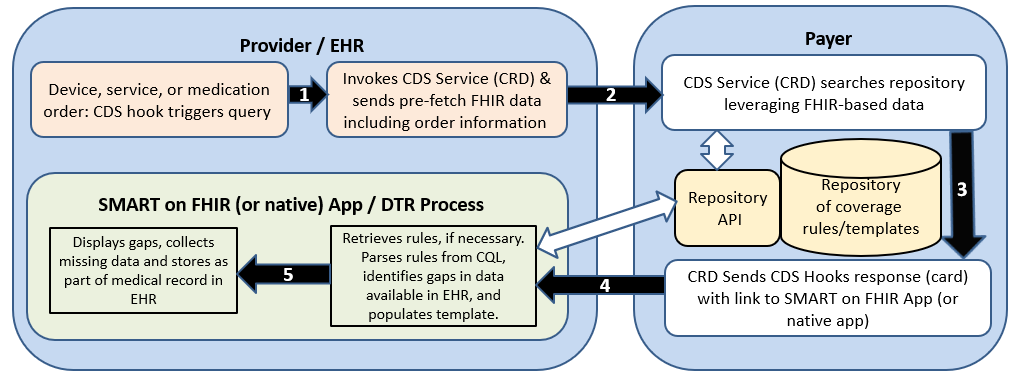 Provider / EHR
Device, service, or medication
order: CDS hook triggers query
1
Invokes CDS Service (CRD) &
sends pre-fetch FHIR data
including order information
2
Payer
CDS Service (CRD) searches repository
leveraging FHIR-based data
3
Repository
API
Repository
of coverage
rules/templates
CRD Sends CDS Hooks response (card)
with link to SMART on FHIR App (or
native app)
4
SMART on FHIR (or native) App / DTR Process
Retrieves rules, if necessary.
Parses rules from CQL,
identifies gaps in data
available in EHR, and
populates template.
5
Displays gaps, collects
missing data and stores as
part of medical record in
EHR